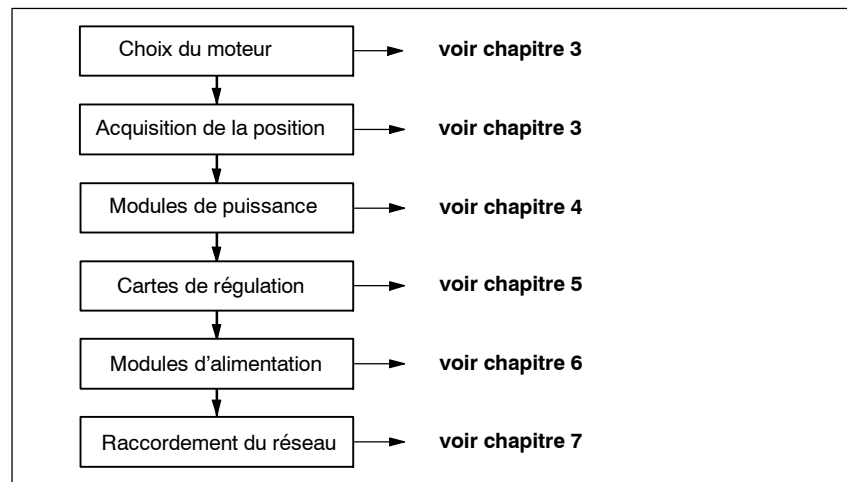 Choix du moteur voir chapitre 3
Acquisition de la position voir chapitre 3
Modules de puissance voir chapitre 4
Cartes de régulation voir chapitre 5
Modules d'alimentation voir chapitre 6
Raccordement du réseau voir chapitre 7